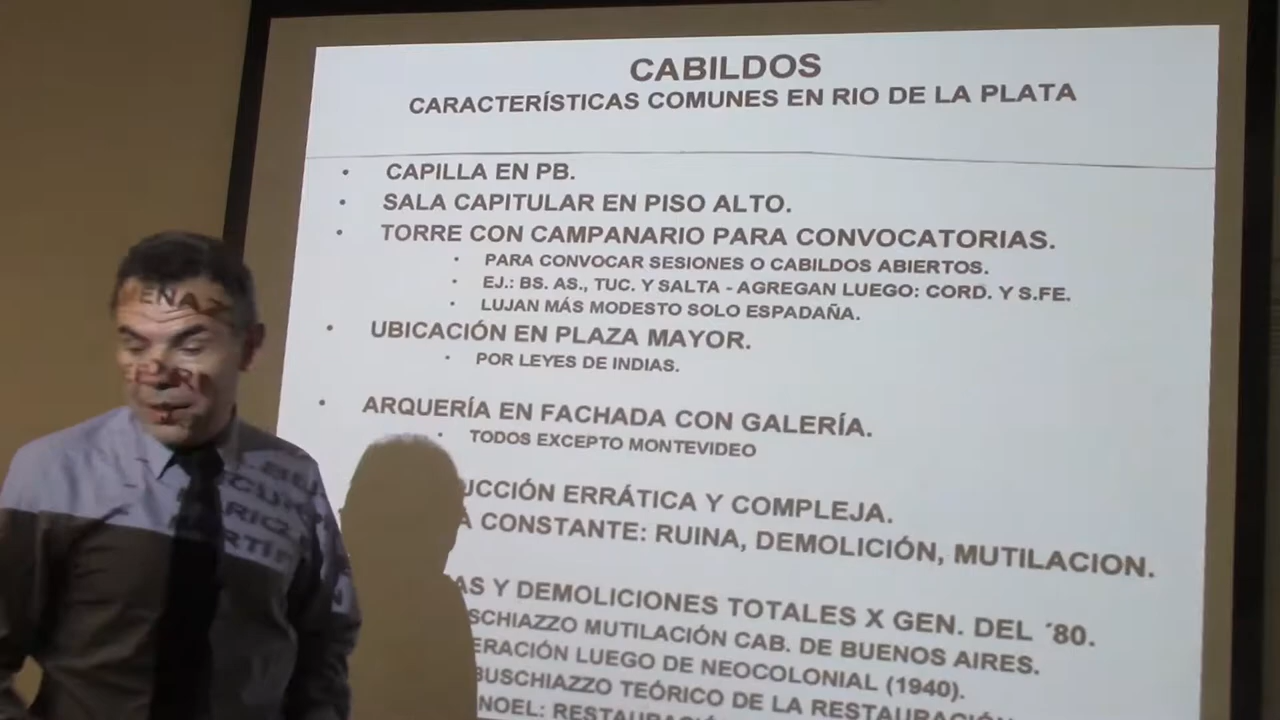 CABILDOS
CARACTERÍSTICAS COMUNES EN RIO DE LA PLATA
• CAPILLA EN PB.
• SALA CAPITULAR EN PISO ALTO.
• TORRE CON CAMPANARIO PARA CONVOCATORIAS.
• PARA CONVOCAR SESIONES O CABILDOS ABIERTOS.
• EJ.: BS. AS., TUC. Y SALTA - AGREGAN LUEGO: CORD. Y S.FE.
• LUJAN MÁS MODESTO SOLO ESPADAÑA.
• UBICACIÓN EN PLAZA MAYOR.
• POR LEYES DE INDIAS.
• ARQUERÍA EN FACHADA CON GALERÍA.
• TODOS EXCEPTO MONTEVIDEO
UCCIÓN ERRÁTICA Y COMPLEJA.
A CONSTANTE: RUINA, DEMOLICIÓN, MUTILACION.
AS Y DEMOLICIONES TOTALES X GEN. DEL ´80.
SCHIAZZO MUTILACIÓN CAB. DE BUENOS AIRES.
ERACIÓN LUEGO DE NEOCOLONIAL (1940).
BUSCHIAZZO TEÓRICO DE LA RESTAURACIÓN
NOEL: RESTAURACIÓ